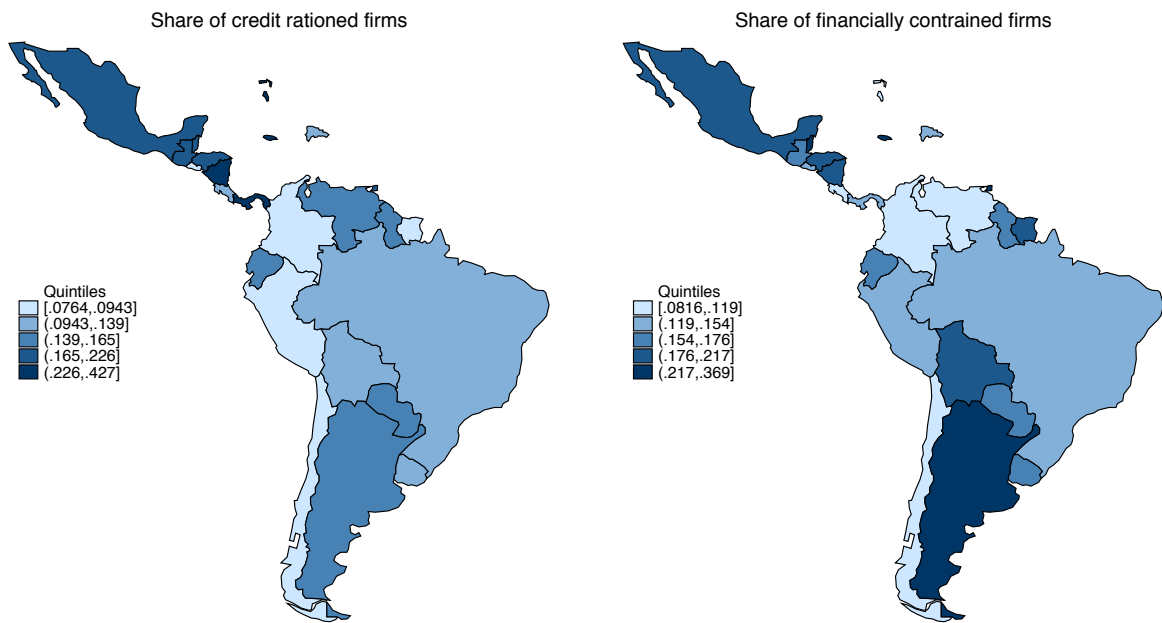 Share of credit rationed firms
Quintiles
[.0764,.0943]
(.0943,.139]
(.139,.165]
(.165,.226]
(.226,.427]
Share of financially contrained firms
Quintiles
[.0816,.119]
(.119,.154]
(.154,.176]
(.176,.217]
(.217,.369]